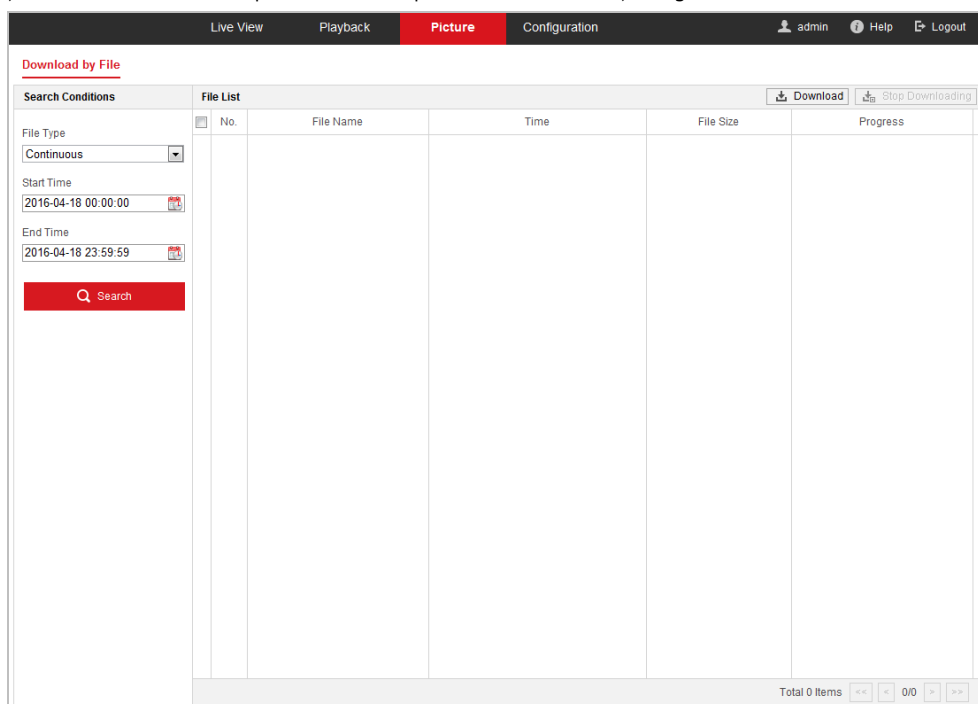 Live View Playback Picture Configuration admin Help Logout
Download by File
Search Conditions
File Type
Continuous
Start Time
2016-04-18 00:00:00
End Time
2016-04-18 23:59:59
Search
File List Download Stop Downloading
No. File Name Time File Size Progress
Total 0 Items << < 0/0 > >>